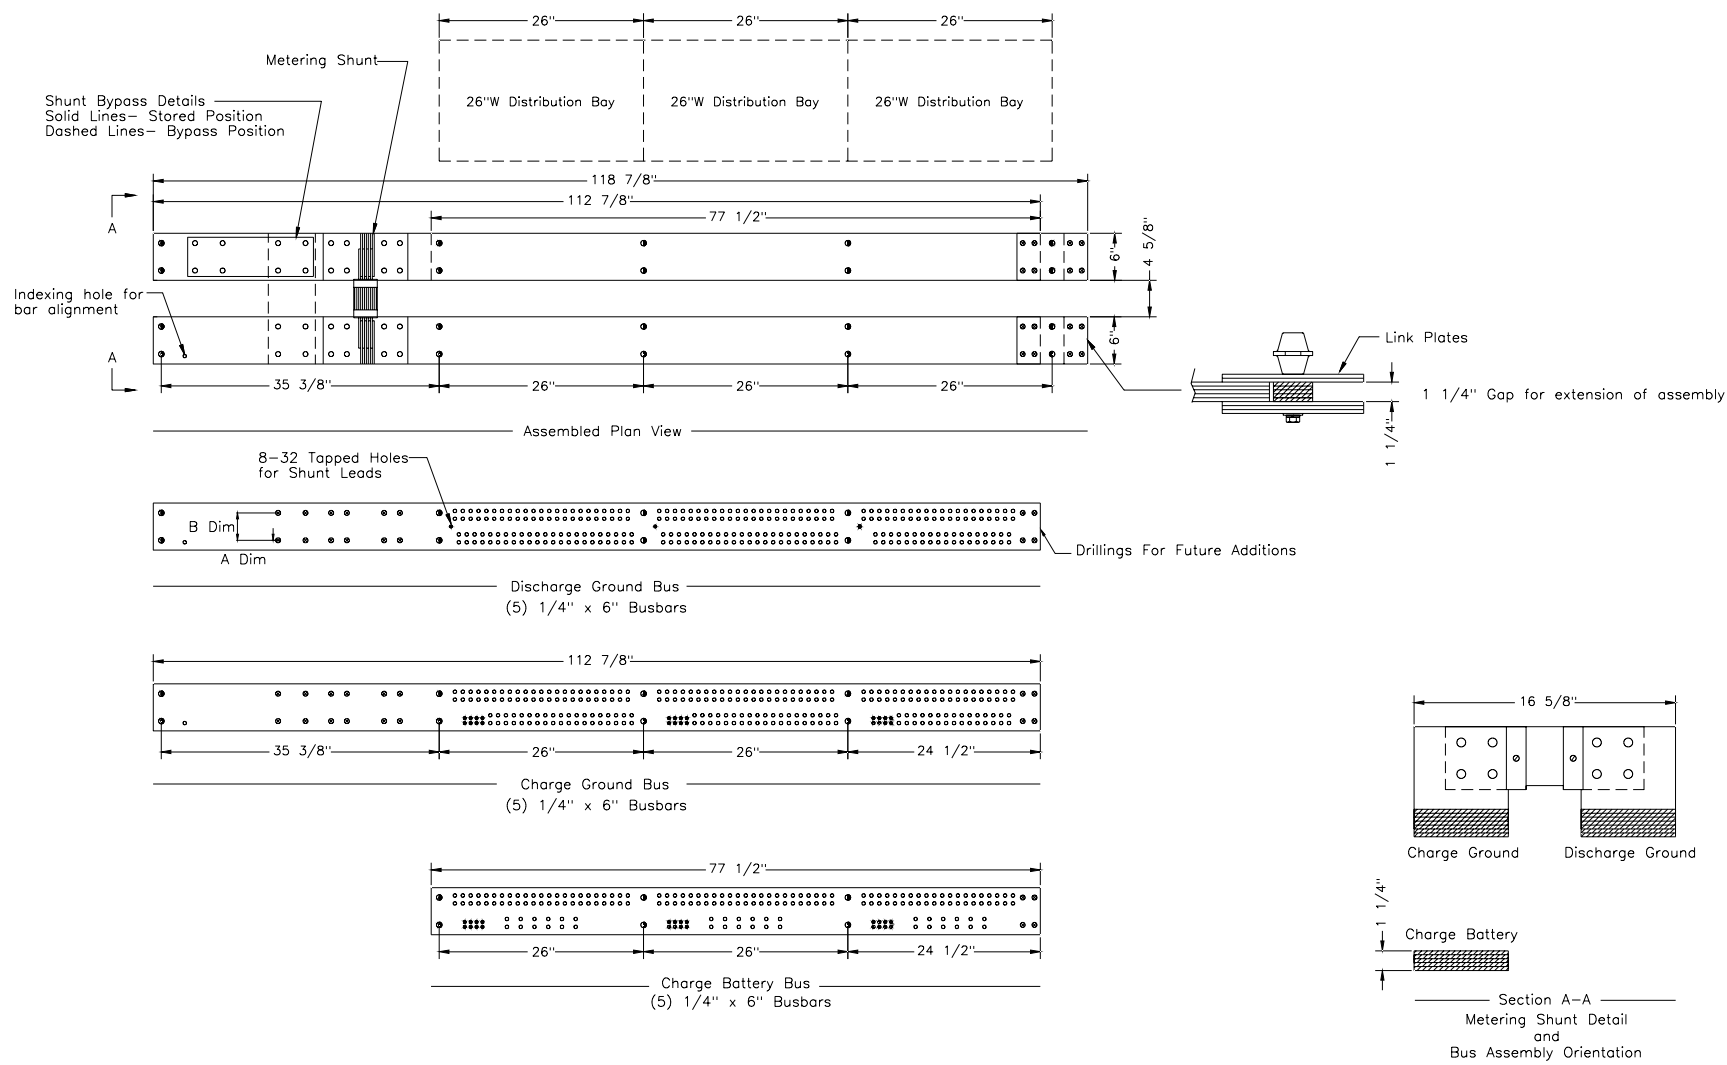 26" 26" 26"
Metering Shunt
26"W Distribution Bay 26"W Distribution Bay 26"W Distribution Bay
Shunt Bypass Details
Solid Lines- Stored Position
Dashed Lines- Bypass Position
118 7/8"
112 7/8"
77 1/2"
A
6"
4 5/8"
Indexing hole for
bar alignment
6"
A
35 3/8" 26" 26" 26"
Link Plates
1 1/4" Gap for extension of assembly
1 1/4"
Assembled Plan View
8-32 Tapped Holes
for Shunt Leads
B Dim
A Dim
Drillings For Future Additions
Discharge Ground Bus
(5) 1/4" x 6" Busbars
112 7/8"
35 3/8" 26" 26" 24 1/2"
Charge Ground Bus
(5) 1/4" x 6" Busbars
16 5/8"
Charge Ground Discharge Ground
77 1/2"
26" 26" 24 1/2"
Charge Battery Bus
(5) 1/4" x 6" Busbars
1 1/4"
Charge Battery
Section A-A
Metering Shunt Detail
and
Bus Assembly Orientation